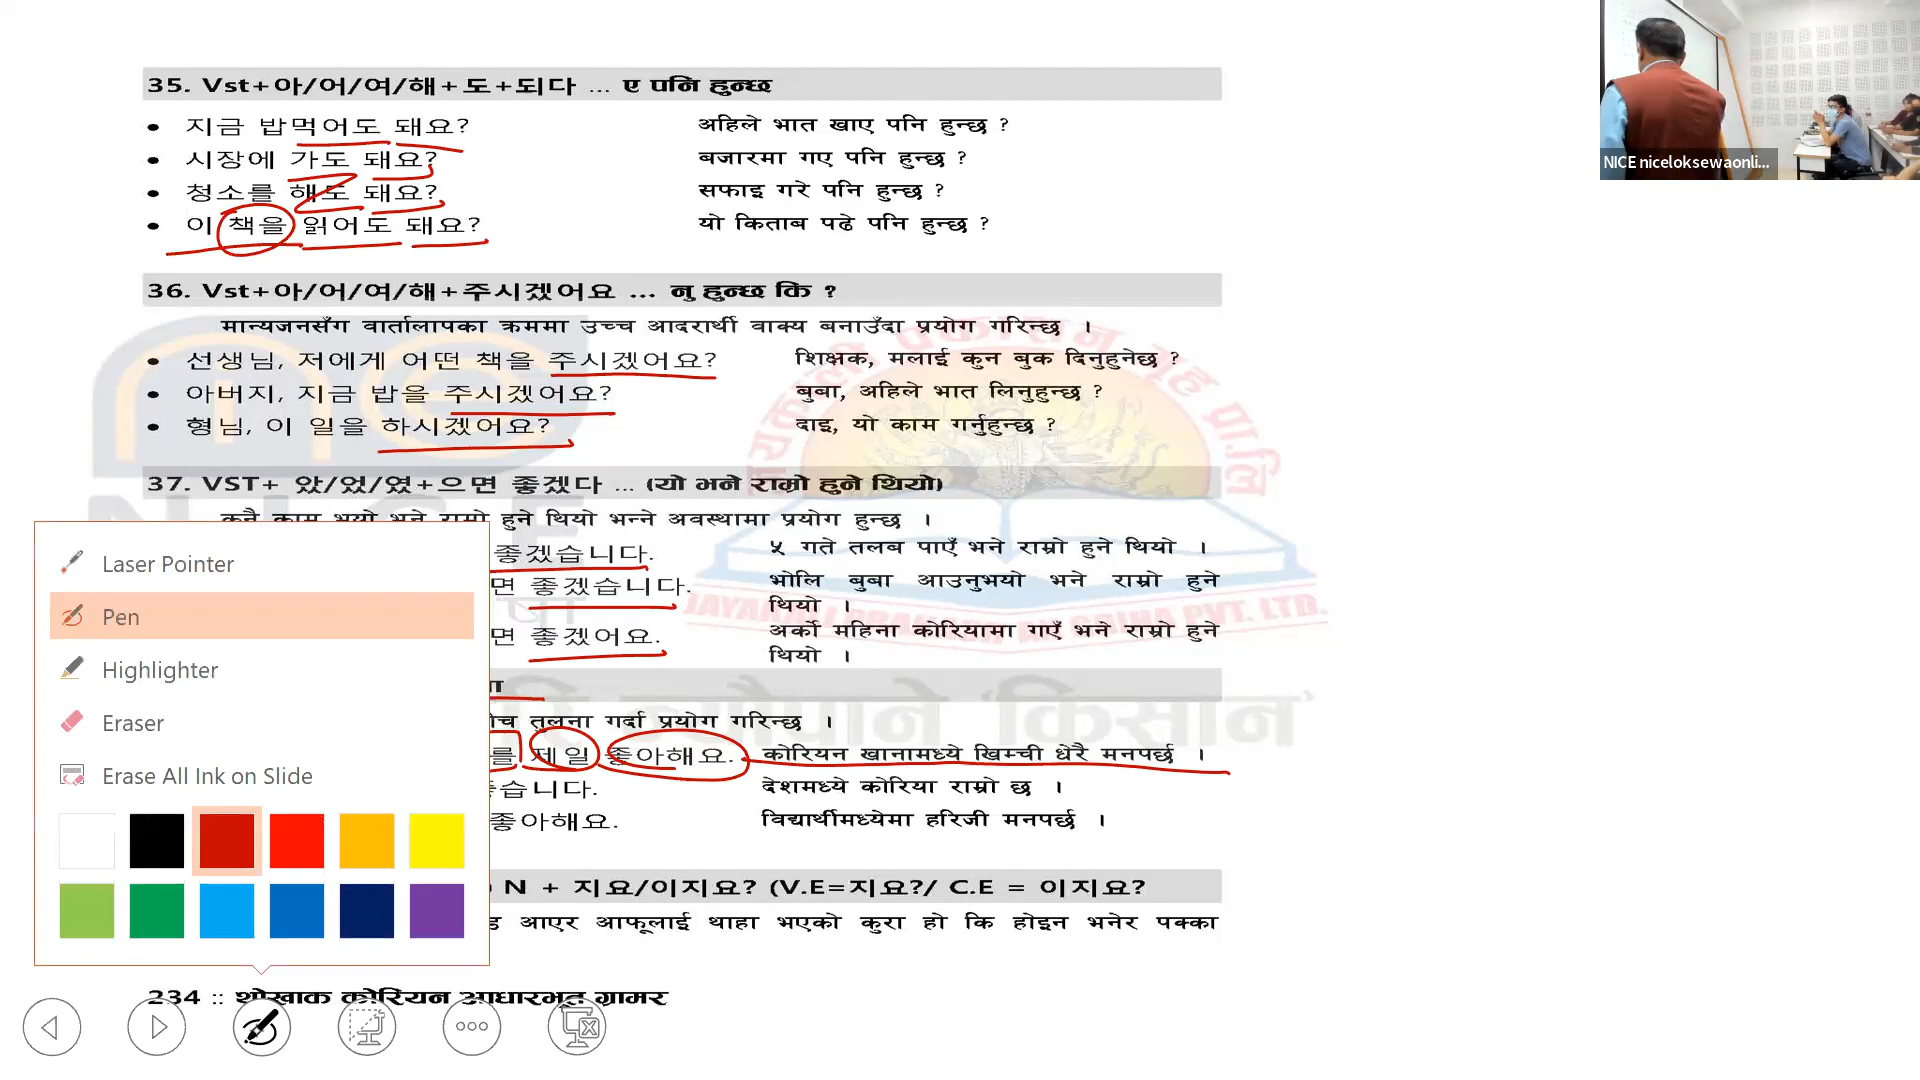 35. Vst+아/어/여/해+도+되다 ... ए पनि हुन्छ
• 지금 밥먹어도 돼요? अहिले भात खाए पनि हुन्छ ?
• 시장에 가도 돼요? बजारमा गए पनि हुन्छ ?
• 청소를 해도 돼요? सफाइ गरे पनि हुन्छ ?
• 이 책을 읽어도 돼요? यो किताब पढे पनि हुन्छ ?
36. Vst+아/어/여/해+주시겠어요 ... नु हुन्छ कि ?
मान्यजनसँग वार्तालापका क्रममा उच्च आदरार्थी वाक्य बनाउँदा प्रयोग गरिन्छ ।
• 선생님, 저에게 어떤 책을 주시겠어요? शिक्षक, मलाई कुन बुक दिनुहुनेछ ?
• 아버지, 지금 밥을 주시겠어요? बुबा, अहिले भात लिनुहुन्छ ?
• 형님, 이 일을 하시겠어요? दाइ, यो काम गर्नुहुन्छ ?
37. VST+ 았/었/였+으면 좋겠다 ... (यो भने राम्रो हुने थियो)
कुनै काम भयो भने राम्रो हुने थियो भन्ने अवस्थामा प्रयोग हुन्छ ।
좋겠습니다. ५ गते तलब पाएँ भने राम्रो हुने थियो ।
면 좋겠습니다. भोलि बुबा आउनुभयो भने राम्रो हुने
थियो ।
면 좋겠어요. अर्को महिना कोरियामा गएँ भने राम्रो हुने
थियो ।
तुलना गर्दा प्रयोग गरिन्छ ।
를 제일 좋아해요. कोरियन खानामध्ये खिम्ची धेरै मनपर्छ ।
습니다. देशमध्ये कोरिया राम्रो छ ।
좋아해요. विद्यार्थीमध्येमा हरिजी मनपर्छ ।
N + 지요/이지요? (V.E=지요?/ C.E = 이지요?
आएर आफूलाई थाहा भएको कुरा हो कि होइन भनेर पक्का
234 :: थोखाक कोरियन आधारभूत ग्रामर
Laser Pointer
Pen
Highlighter
Eraser
Erase All Ink on Slide
NICE niceloksewaonli...
JAYAKALI PRAKASHAN GRIHA PVT. LTD.